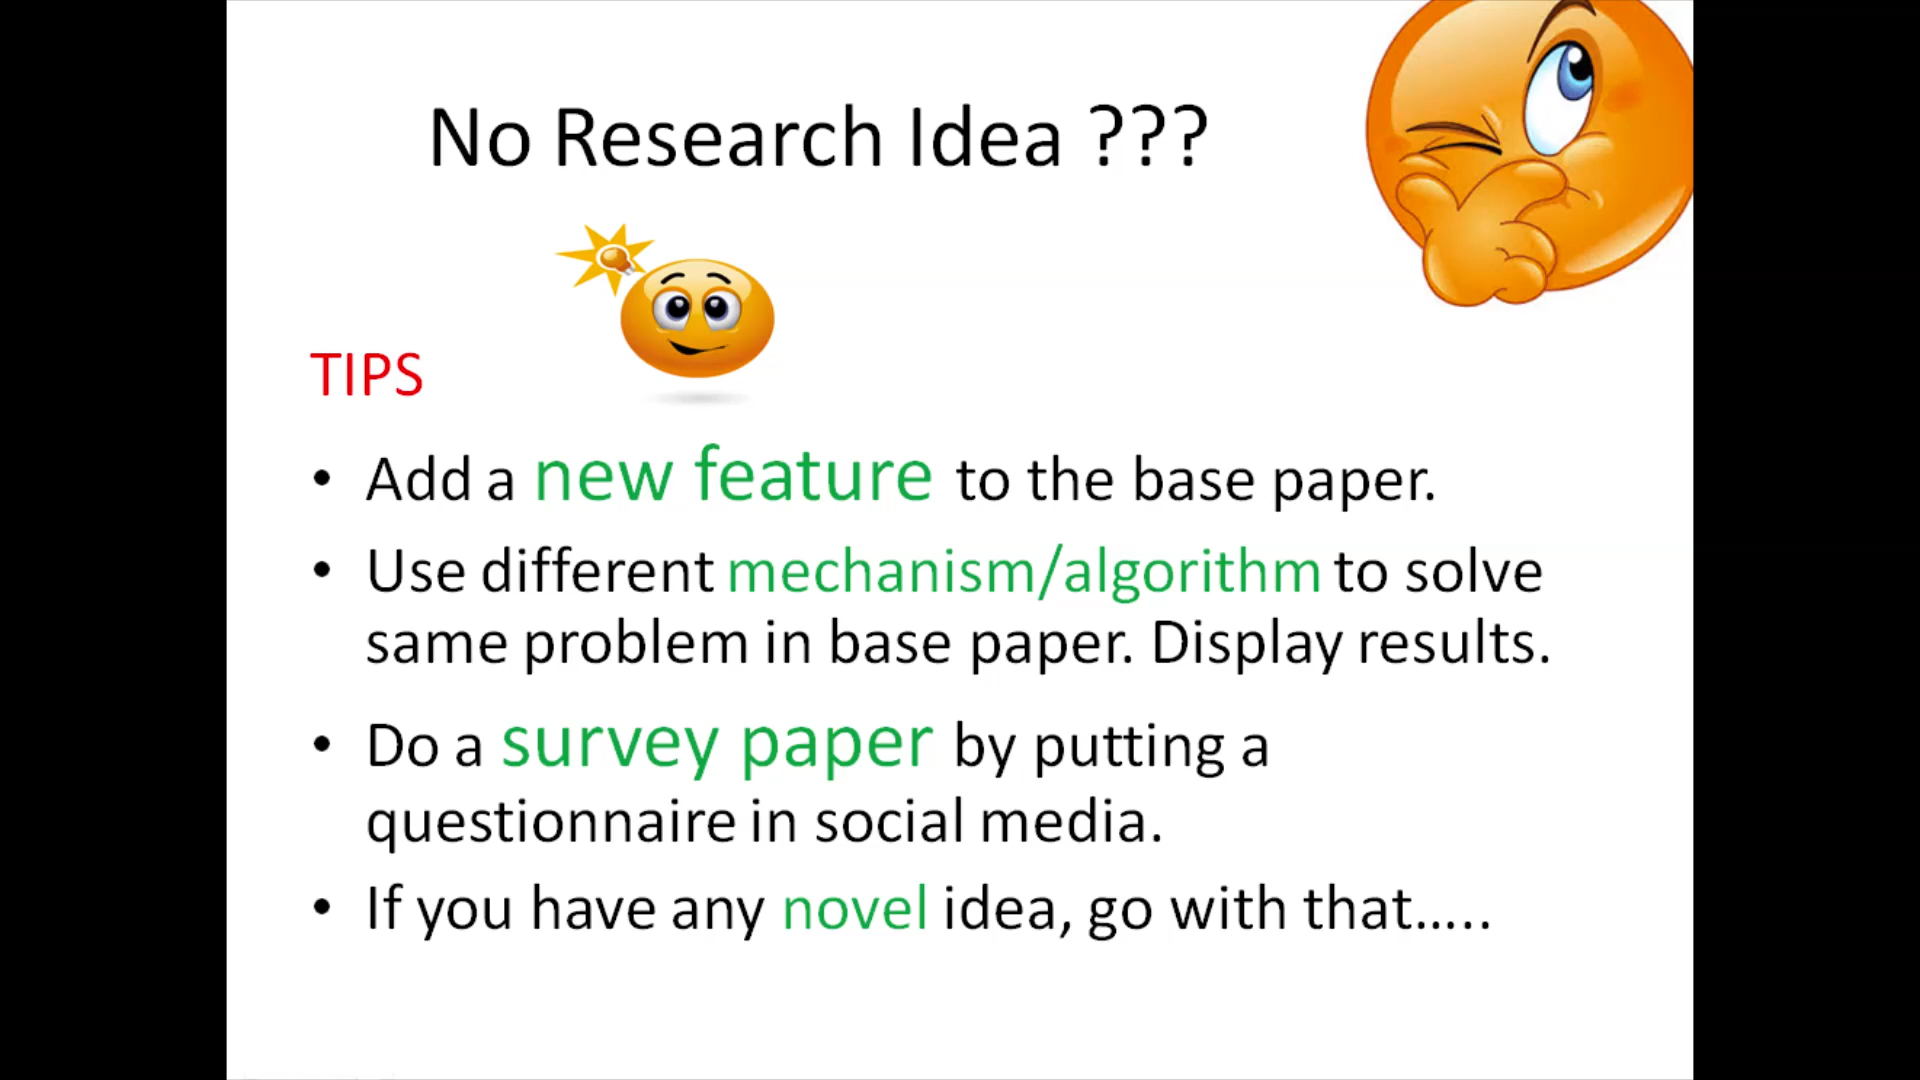 No Research Idea ???
TIPS
• Add a new feature to the base paper.
• Use different mechanism/algorithm to solve
same problem in base paper. Display results.
• Do a survey paper by putting a
questionnaire in social media.
• If you have any novel idea, go with that.....